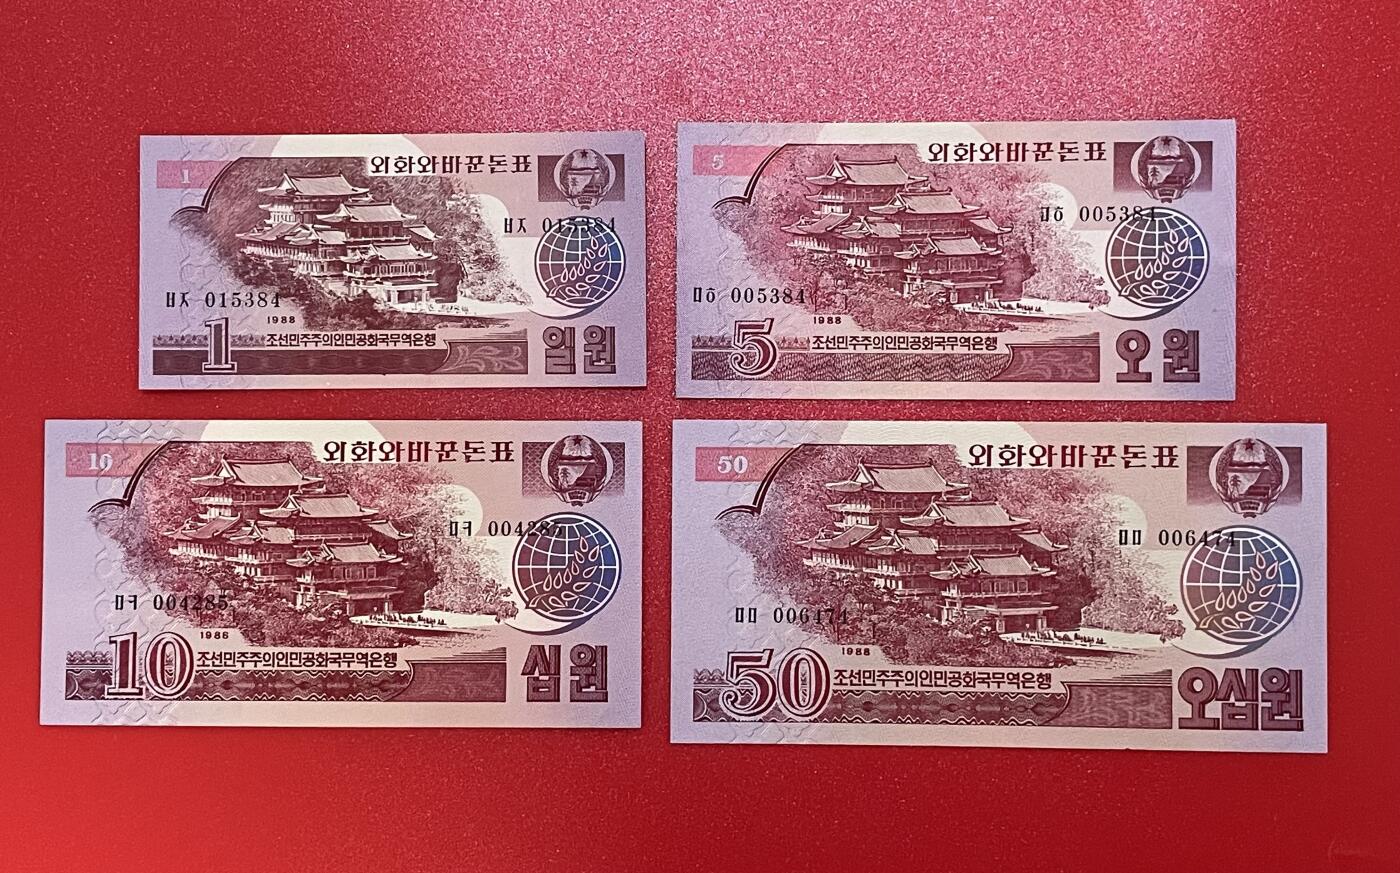 1
외화와바꾼돈표
ㅂㅈ 015384
ㅂㅈ 015384
1988
1
조선민주주의인민공화국무역은행
일원
5
외화와바꾼돈표
ㅁㅎ 005384
ㅁㅎ 005384
1988
5
조선민주주의인민공화국무역은행
오원
10
외화와바꾼돈표
ㅁㅋ 004285
ㅁㅋ 004285
1988
10
조선민주주의인민공화국무역은행
십원
50
외화와바꾼돈표
ㅁㅁ 006474
ㅁㅁ 006474
1988
50
조선민주주의인민공화국무역은행
오십원